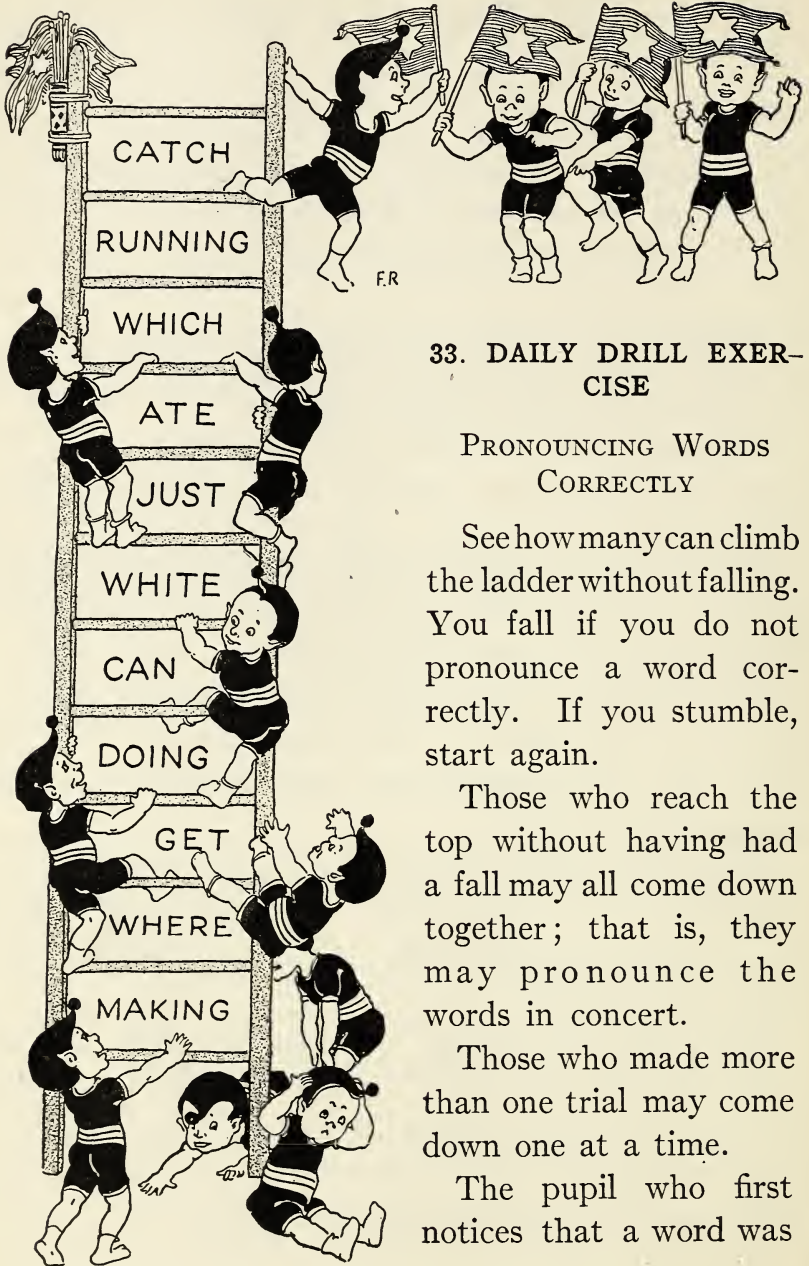 CATCH
RUNNING
WHICH
ATE
JUST
WHITE
CAN
DOING
GET
WHERE
MAKING
F.R
33. DAILY DRILL EXER-
CISE
PRONOUNCING WORDS
CORRECTLY
See how many can climb
the ladder without falling.
You fall if you do not
pronounce a word cor-
rectly. If you stumble,
start again.
Those who reach the
top without having had
a fall may all come down
together; that is, they
may pronounce the
words in concert.
Those who made more
than one trial may come
down one at a time.
The pupil who first
notices that a word was